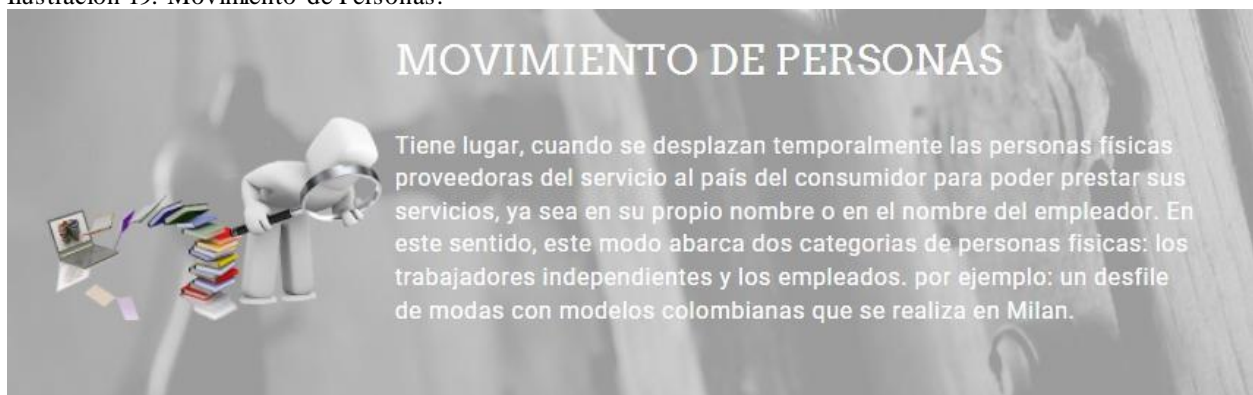 Ilustración 19. Movimiento de Personas.
MOVIMIENTO DE PERSONAS
Tiene lugar, cuando se desplazan temporalmente las personas físicas
proveedoras del servicio al país del consumidor para poder prestar sus
servicios, ya sea en su propio nombre o en el nombre del empleador. En
este sentido, este modo abarca dos categorias de personas fisicas: los
trabajadores independientes y los empleados. por ejemplo: un desfile
de modas con modelos colombianas que se realiza en Milan.